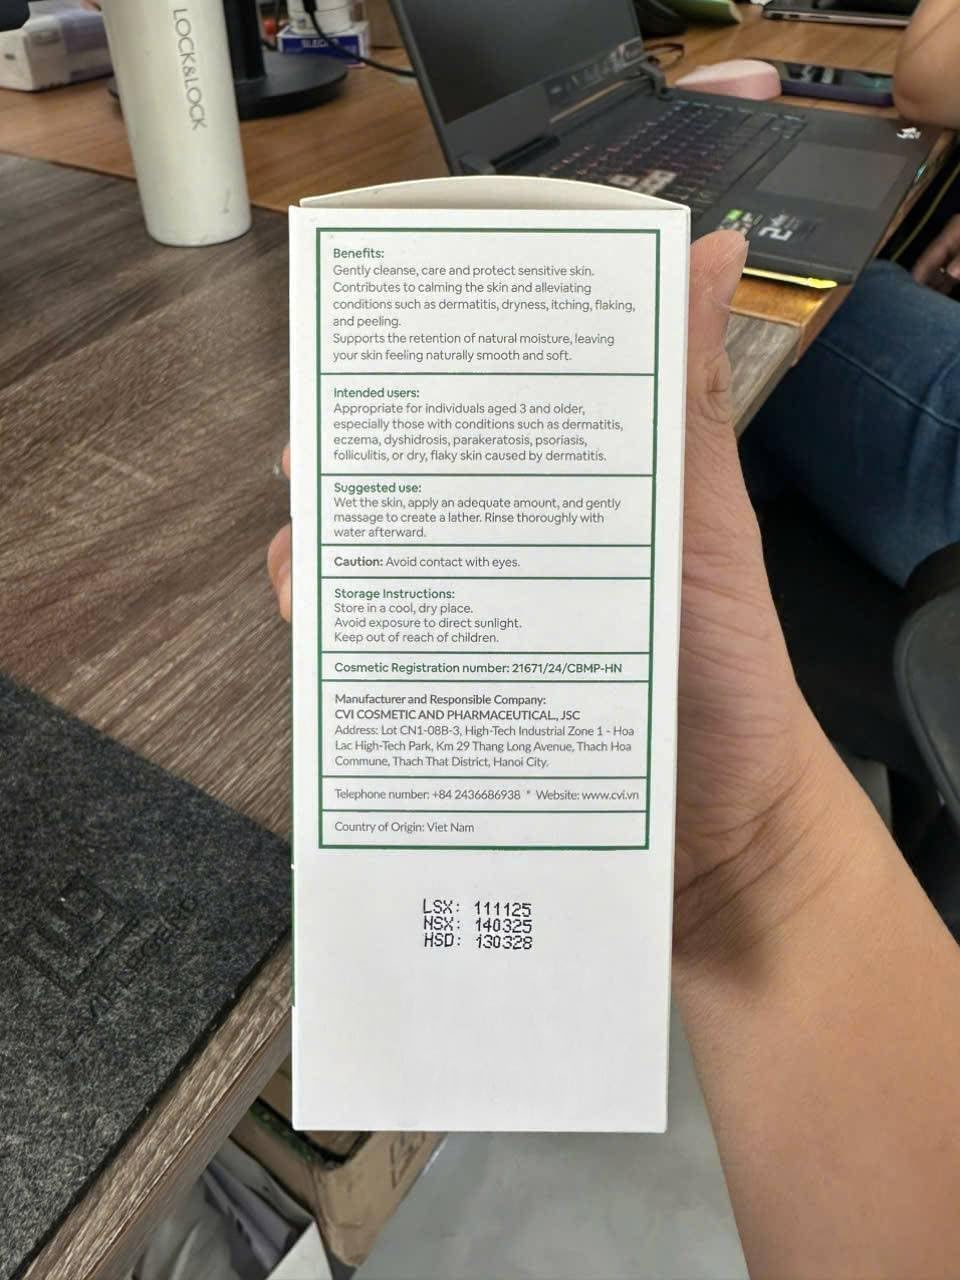 LOCK&LOCK
Benefits:
Gently cleanse, care and protect sensitive skin.
Contributes to calming the skin and alleviating
conditions such as dermatitis, dryness, itching, flaking,
and peeling.
Supports the retention of natural moisture, leaving
your skin feeling naturally smooth and soft.
Intended users:
Appropriate for individuals aged 3 and older,
especially those with conditions such as dermatitis,
eczema, dyshidrosis, parakeratosis, psoriasis,
folliculitis, or dry, flaky skin caused by dermatitis.
Suggested use:
Wet the skin, apply an adequate amount, and gently
massage to create a lather. Rinse thoroughly with
water afterward.
Caution: Avoid contact with eyes.
Storage Instructions:
Store in a cool, dry place.
Avoid exposure to direct sunlight.
Keep out of reach of children.
Cosmetic Registration number: 21671/24/CBMP-HN
Manufacturer and Responsible Company:
CVI COSMETIC AND PHARMACEUTICAL., JSC
Address: Lot CN1-08B-3, High-Tech Industrial Zone 1 - Hoa
Lac High-Tech Park, Km 29 Thang Long Avenue, Thach Hoa
Commune, Thach That District, Hanoi City.
Telephone number: +84 2436686938 * Website: www.cvi.vn
Country of Origin: Viet Nam
LSX: 111125
NSX: 140325
HSD: 130328